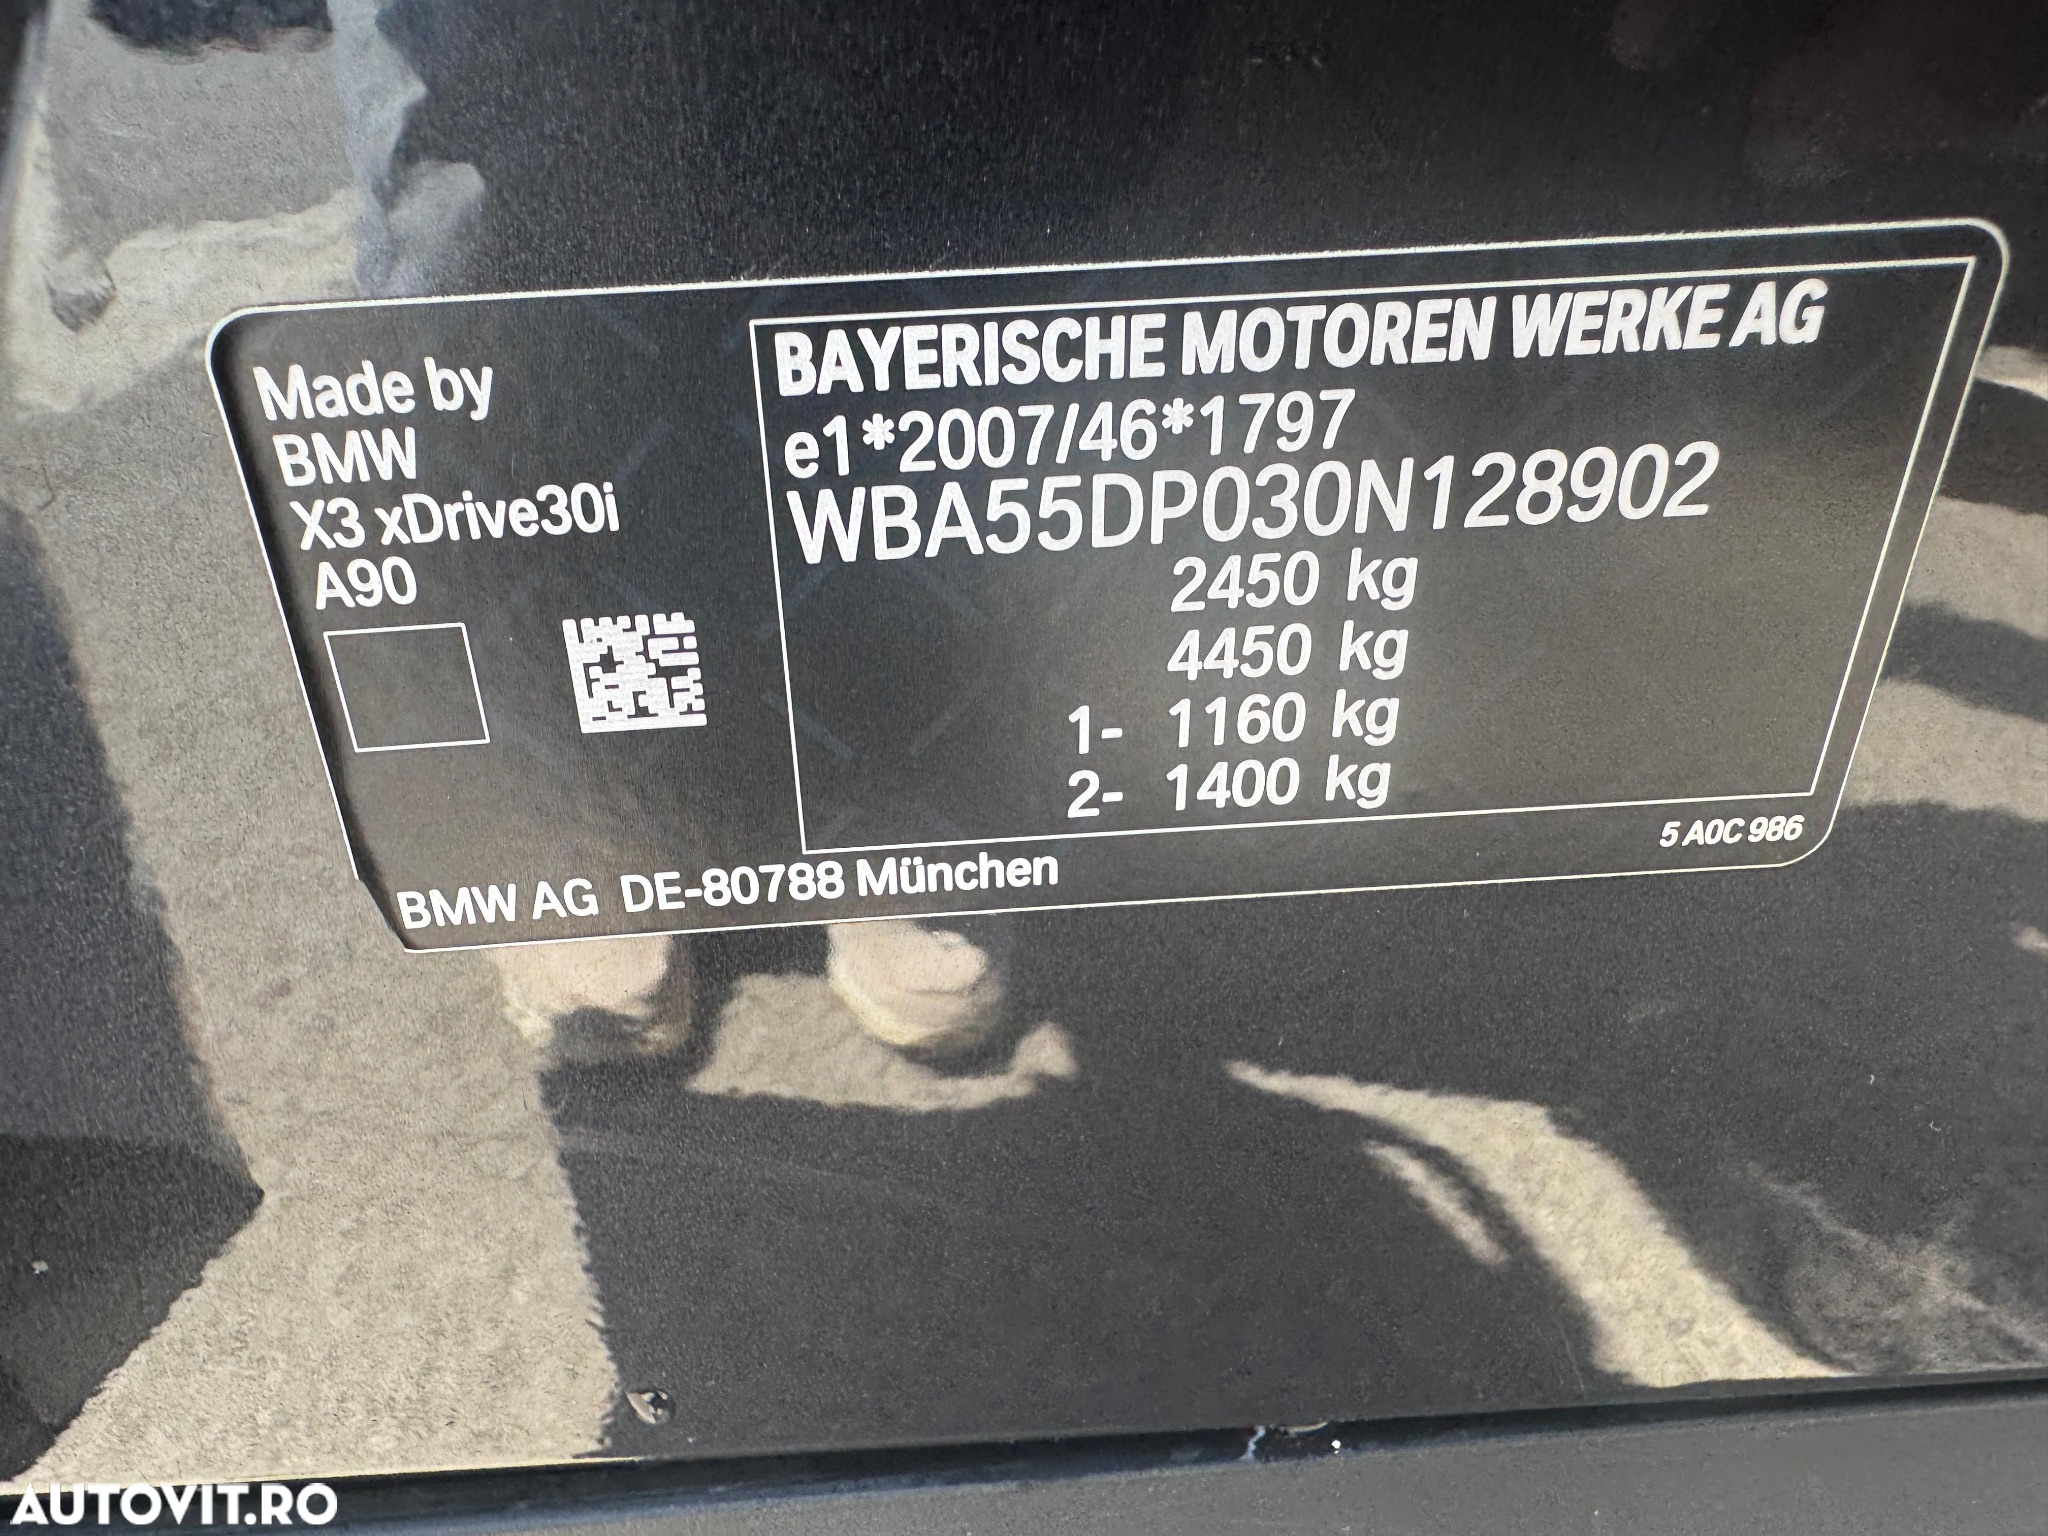 Made by
BMW
X3 xDrive30i
A90
BAYERISCHE MOTOREN WERKE AG
e1*2007/46*1797
WBA55DP030N128902
2450 kg
4450 kg
1- 1160 kg
2- 1400 kg
5 A0C 986
BMW AG DE-80788 München
AUTOVIT.RO